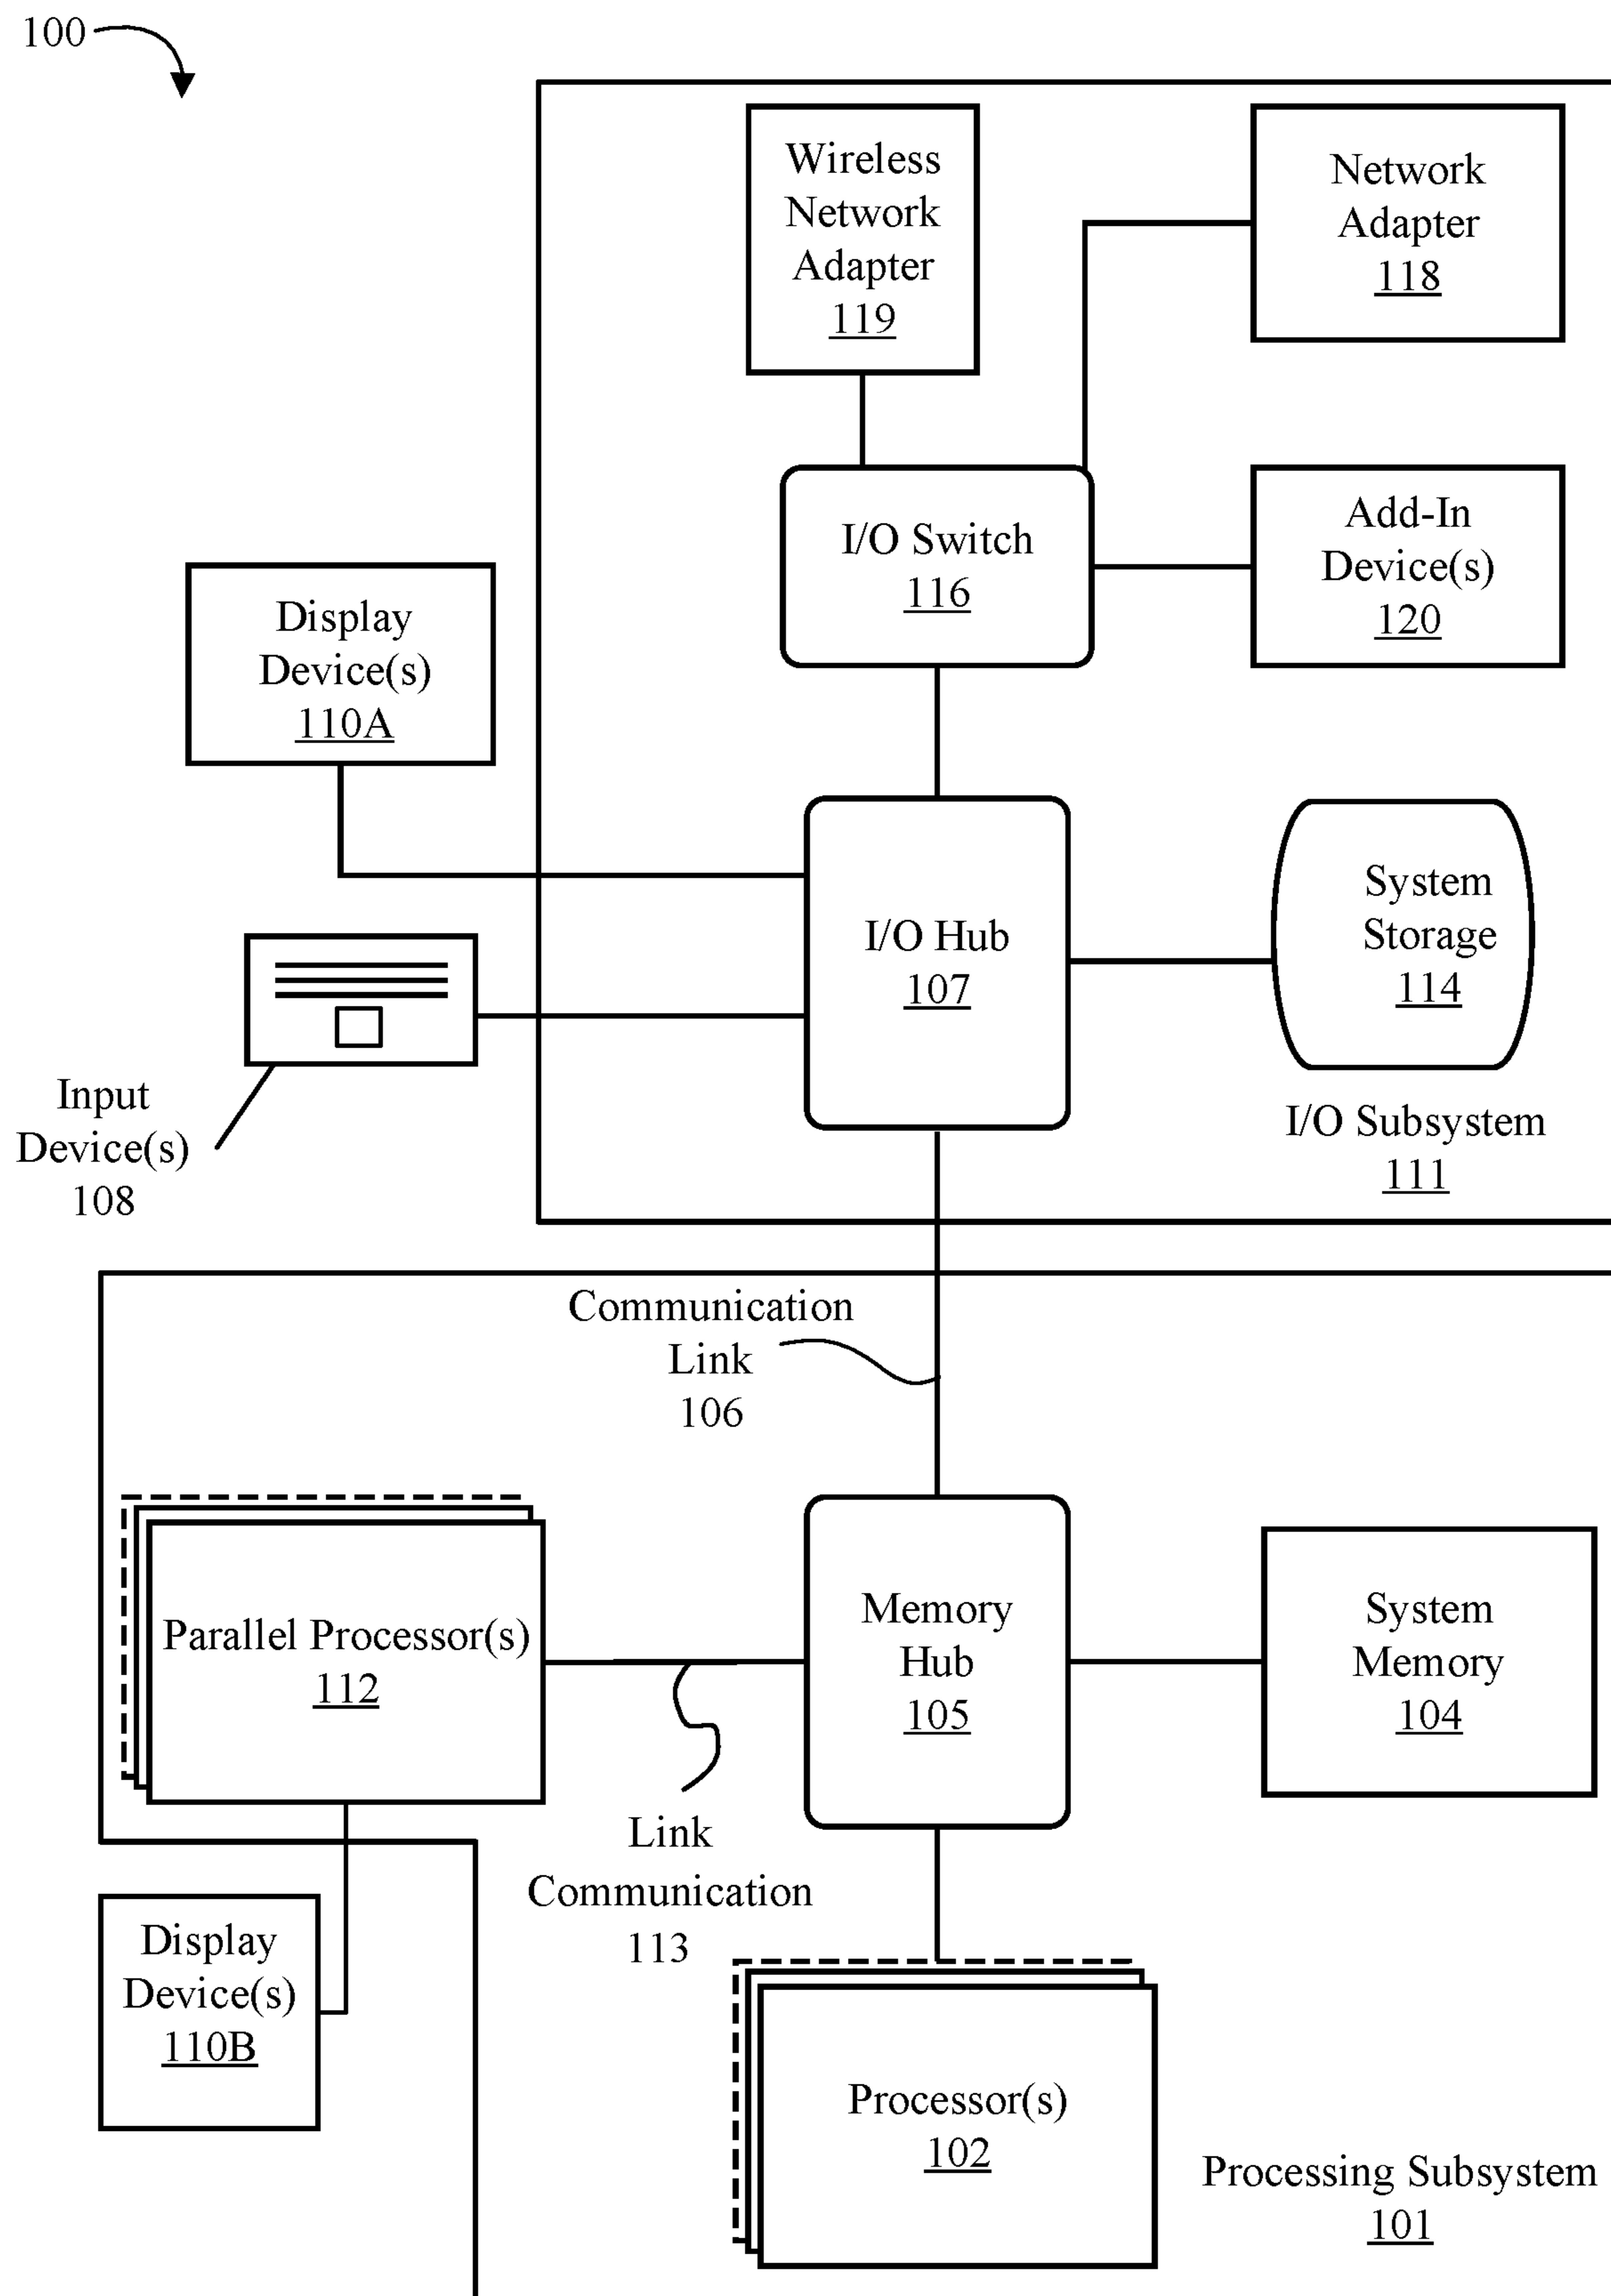 100
Wireless
Network
Adapter
119
Network
Adapter
118
I/O Switch
116
Add-In
Device(s)
120
Display
Device(s)
110A
I/O Hub
107
System
Storage
114
Input
Device(s)
108
I/O Subsystem
111
Communication
Link
106
Parallel Processor(s)
112
Memory
Hub
105
System
Memory
104
Link
Communication
113
Display
Device(s)
110B
Processor(s)
102
Processing Subsystem
101